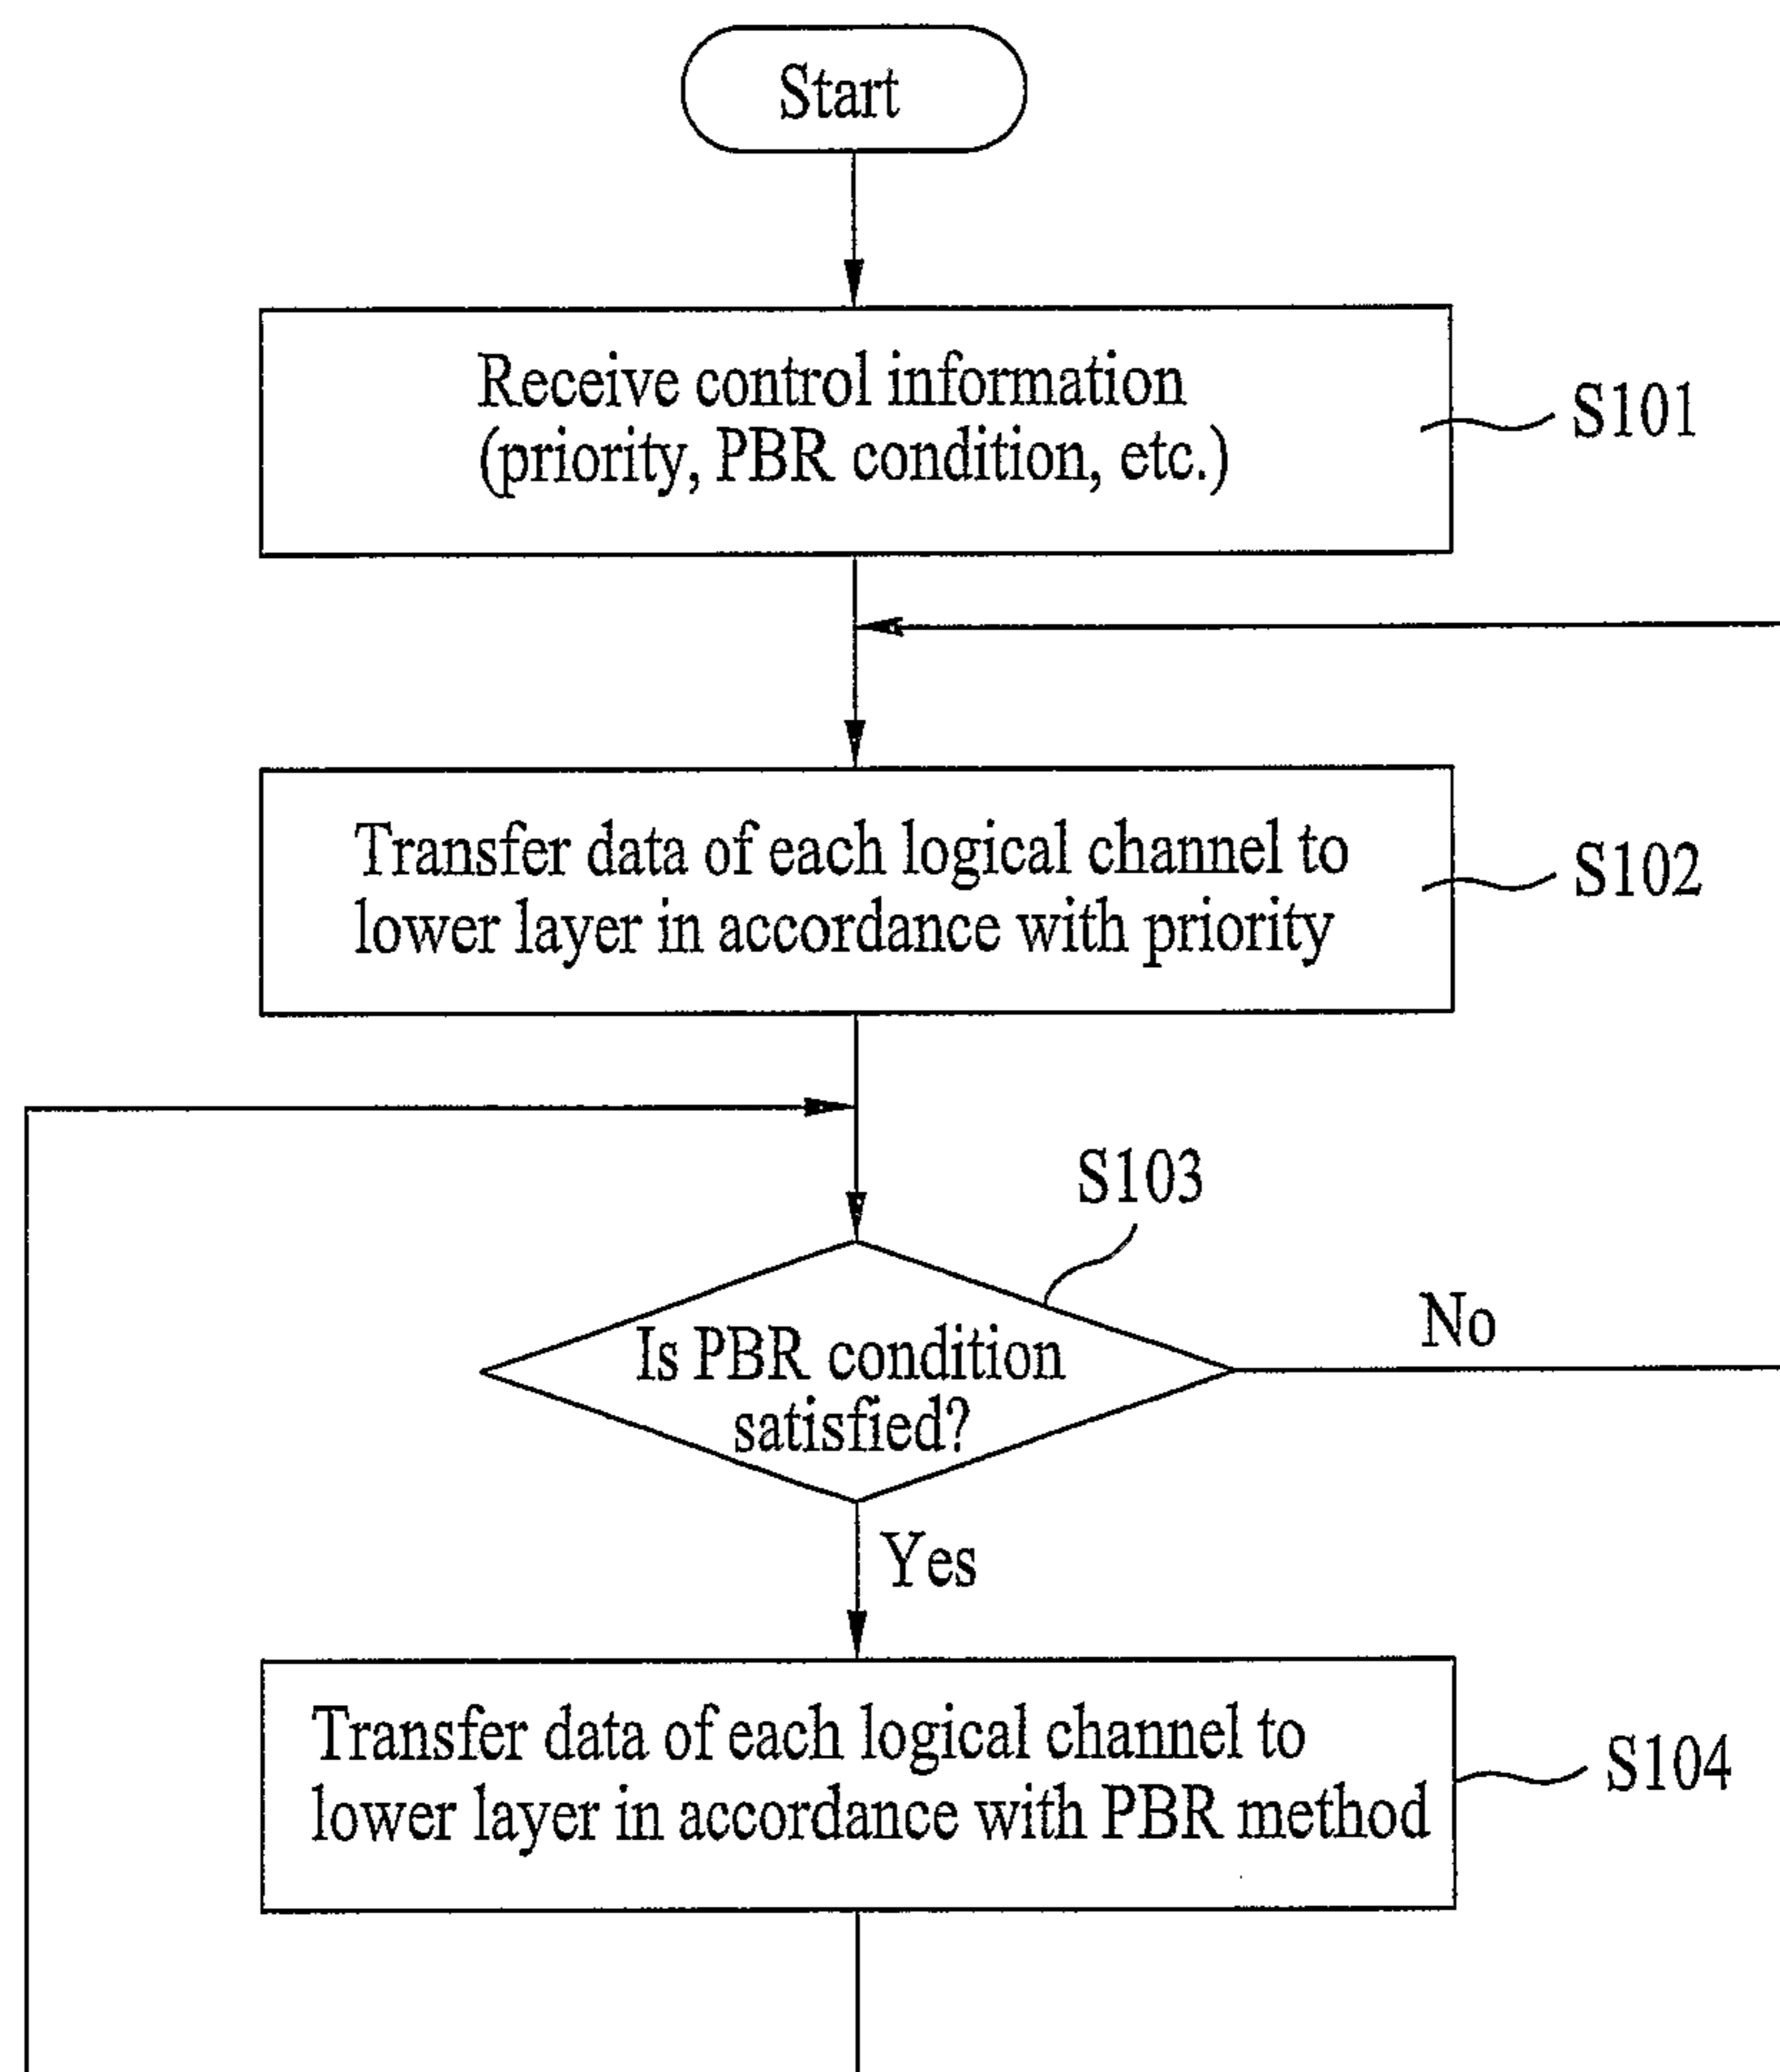 Start
Receive control information
(priority, PBR condition, etc.)
S101
Transfer data of each logical channel to
lower layer in accordance with priority
S102
S103
Is PBR condition
satisfied?
No
Yes
Transfer data of each logical channel to
lower layer in accordance with PBR method
S104